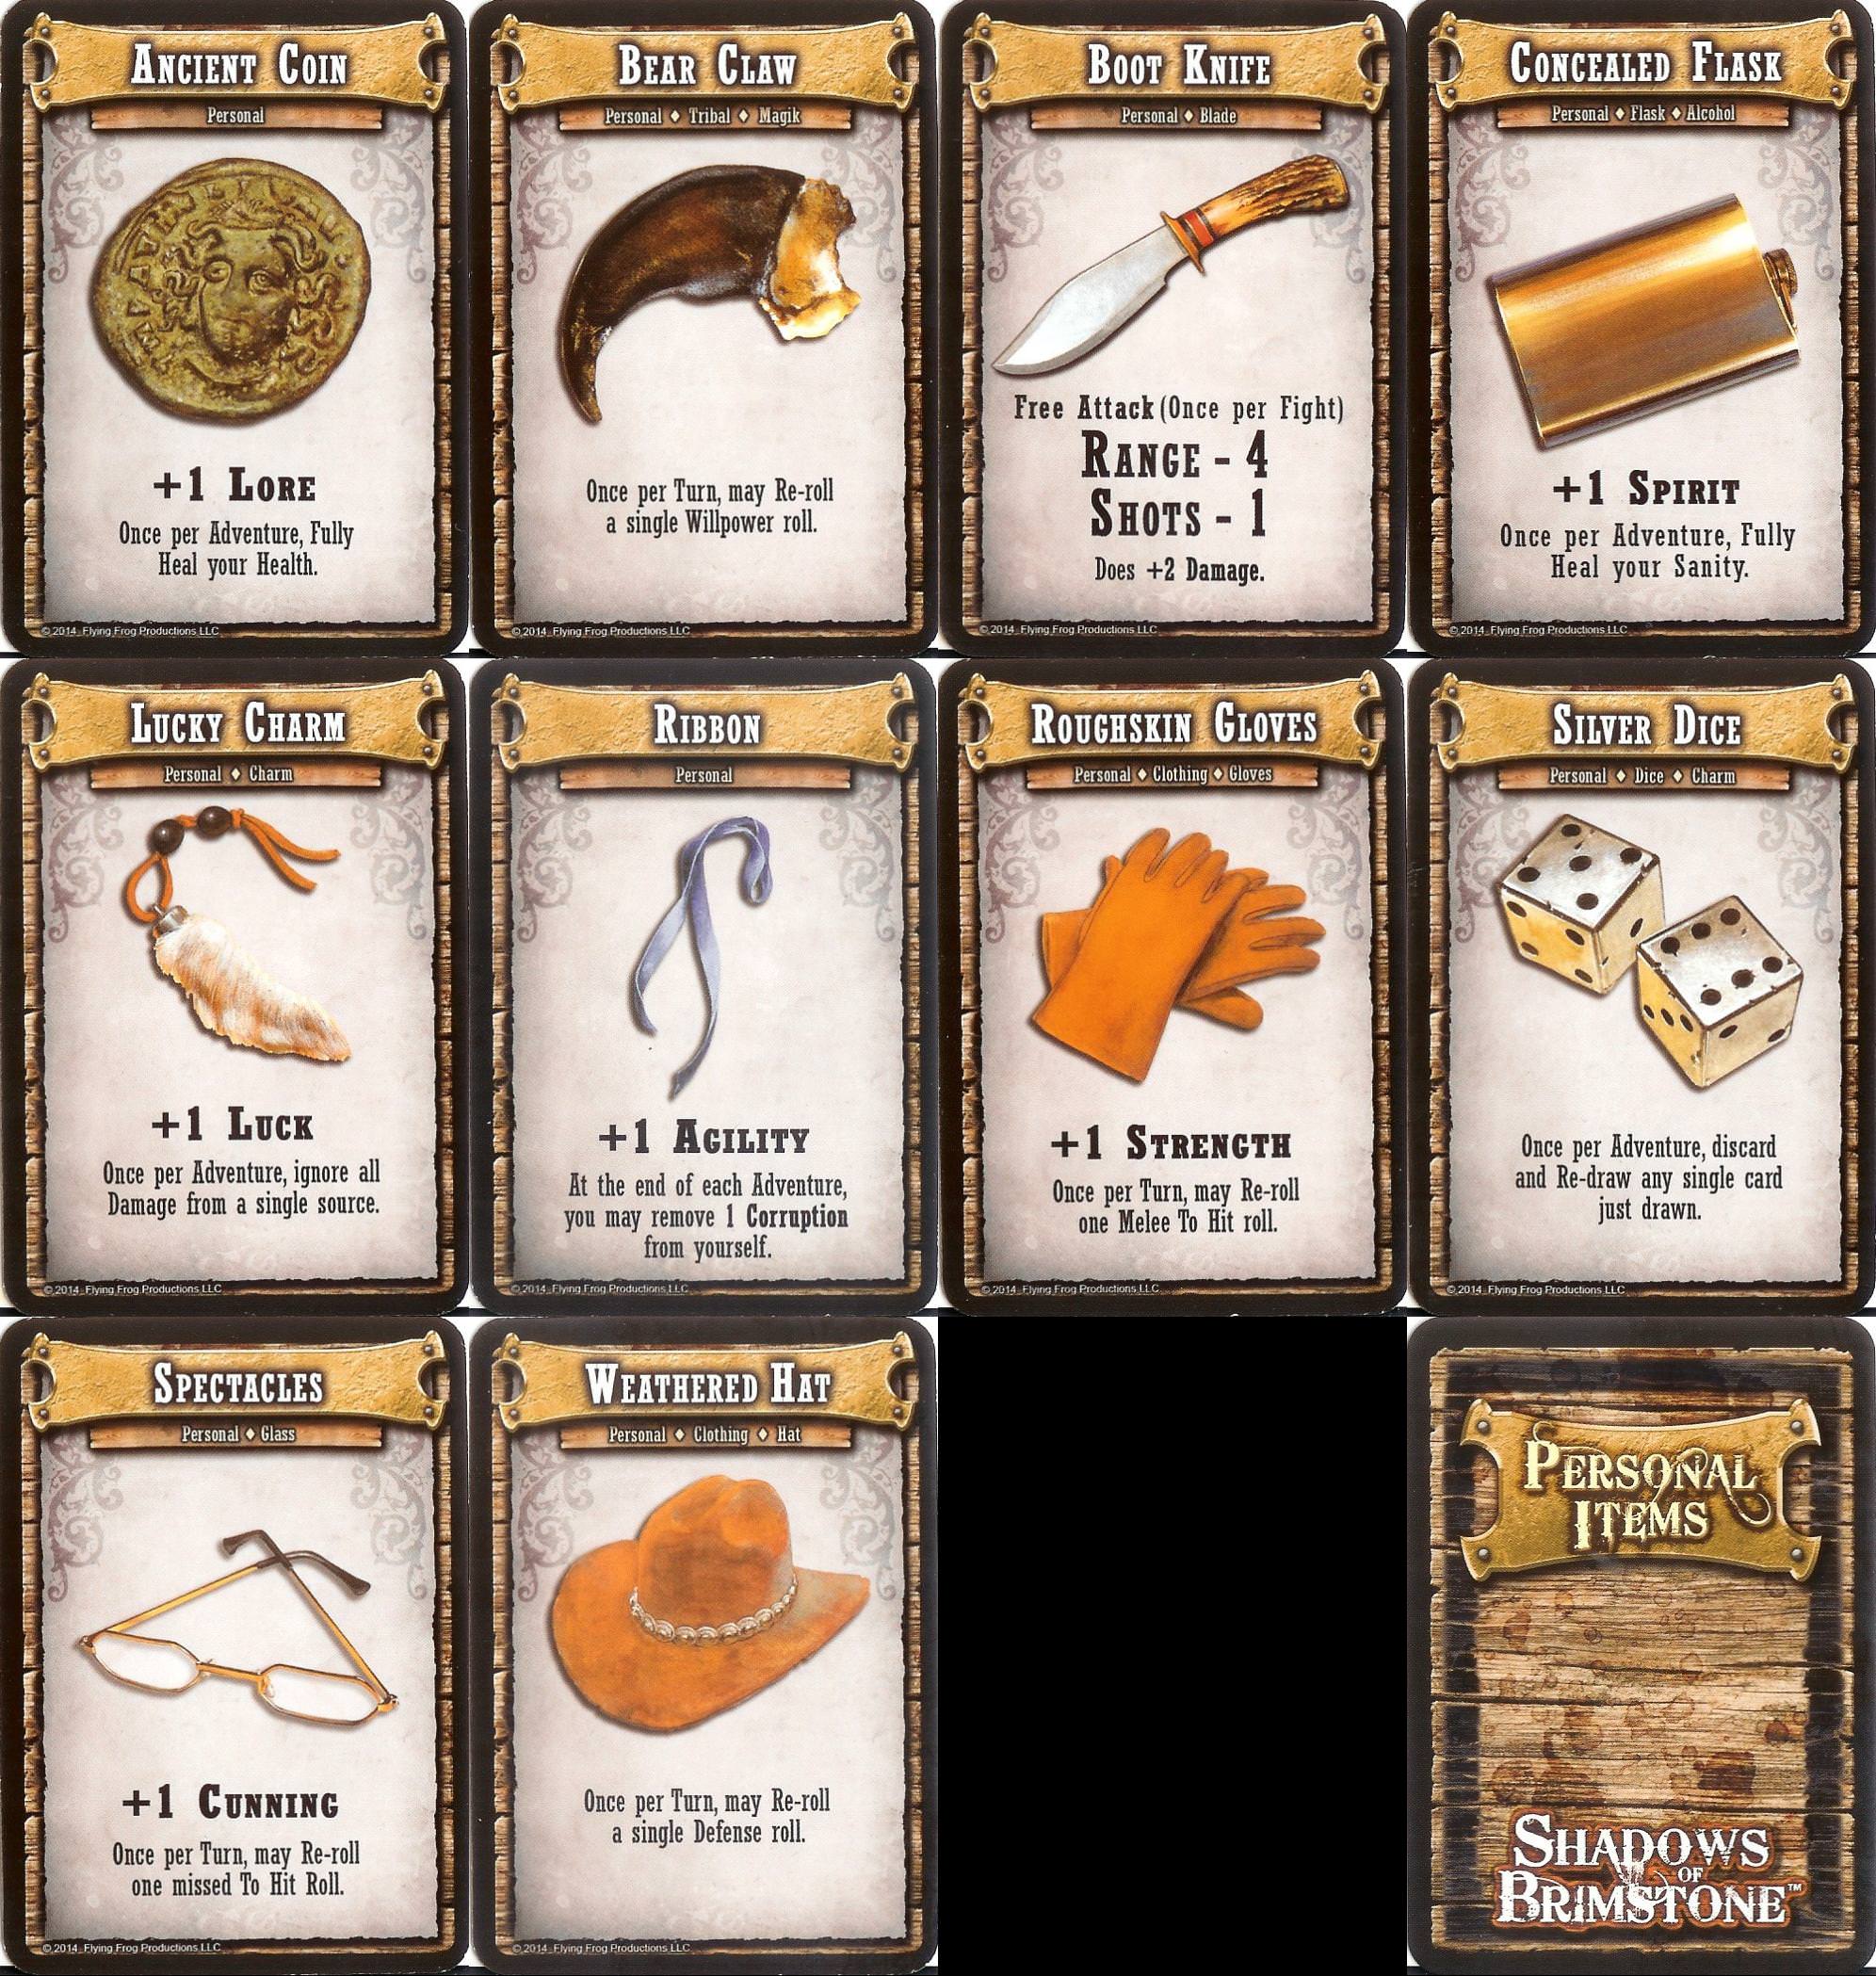 Ancient Coin
Personal
+1 Lore
Once per Adventure, Fully
Heal your Health.
© 2014 Flying Frog Productions LLC
Bear Claw
Personal ♦ Tribal ♦ Magik
Once per Turn, may Re-roll
a single Willpower roll.
© 2014 Flying Frog Productions LLC
Boot Knife
Personal ♦ Blade
Free Attack (Once per Fight)
Range - 4
Shots - 1
Does +2 Damage.
© 2014 Flying Frog Productions LLC
Concealed Flask
Personal ♦ Flask ♦ Alcohol
+1 Spirit
Once per Adventure, Fully
Heal your Sanity.
© 2014 Flying Frog Productions LLC
Lucky Charm
Personal ♦ Charm
+1 Luck
Once per Adventure, ignore all
Damage from a single source.
© 2014 Flying Frog Productions LLC
Ribbon
Personal
+1 Agility
At the end of each Adventure,
you may remove 1 Corruption
from yourself.
© 2014 Flying Frog Productions LLC
Roughskin Gloves
Personal ♦ Clothing ♦ Gloves
+1 Strength
Once per Turn, may Re-roll
one Melee To Hit roll.
© 2014 Flying Frog Productions LLC
Silver Dice
Personal ♦ Dice ♦ Charm
Once per Adventure, discard
and Re-draw any single card
just drawn.
© 2014 Flying Frog Productions LLC
Spectacles
Personal ♦ Glass
+1 Cunning
Once per Turn, may Re-roll
one missed To Hit Roll.
© 2014 Flying Frog Productions LLC
Weathered Hat
Personal ♦ Clothing ♦ Hat
Once per Turn, may Re-roll
a single Defense roll.
© 2014 Flying Frog Productions LLC
Personal
Items
Shadows
of
Brimstone™